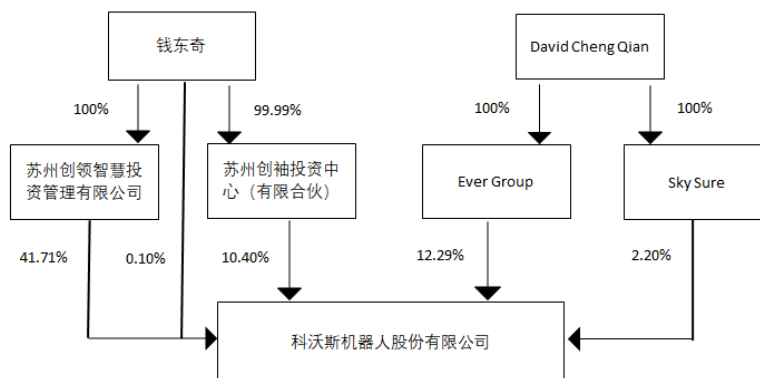 钱东奇
David Cheng Qian
100%
99.99%
100%
100%
苏州创领智慧投
资管理有限公司
苏州创袖投资中
心（有限合伙）
Ever Group
Sky Sure
41.71%
0.10%
10.40%
12.29%
2.20%
科沃斯机器人股份有限公司